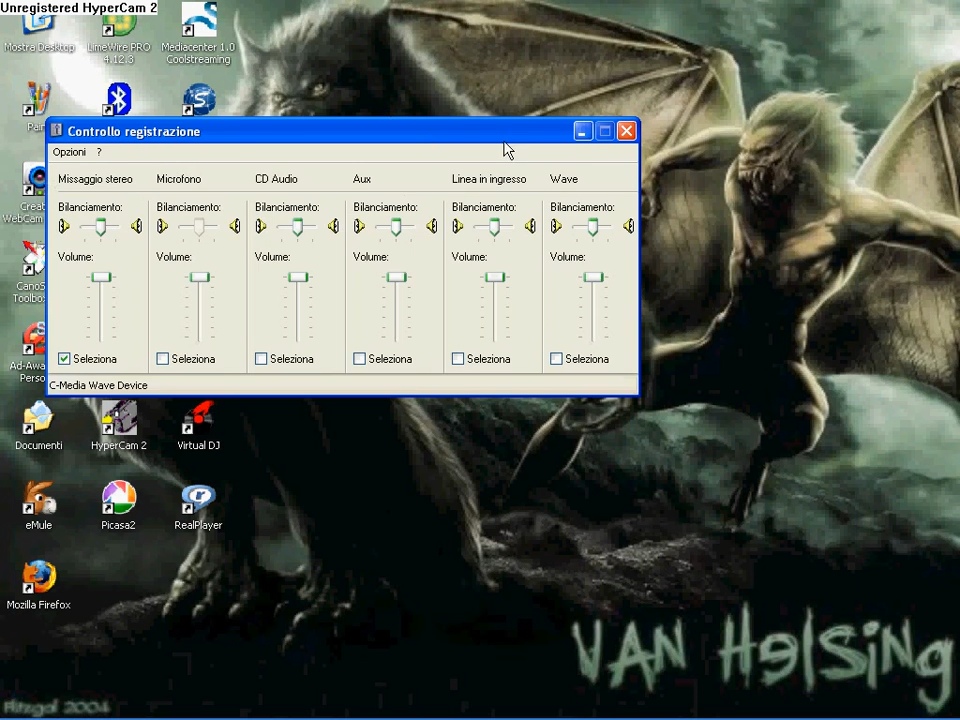 Unregistered HyperCam 2
Mostra Desktop
LimeWire PRO
4.12.3
Mediacenter 1.0
Coolstreaming
Controllo registrazione
Opzioni ?
Missaggio stereo
Microfono
CD Audio
Aux
Linea in ingresso
Wave
Bilanciamento:
Bilanciamento:
Bilanciamento:
Bilanciamento:
Bilanciamento:
Bilanciamento:
Volume:
Volume:
Volume:
Volume:
Volume:
Volume:
Seleziona
Seleziona
Seleziona
Seleziona
Seleziona
Seleziona
C-Media Wave Device
Documenti
HyperCam 2
Virtual DJ
eMule
Picasa2
RealPlayer
Mozilla Firefox
VAN HelSiNg